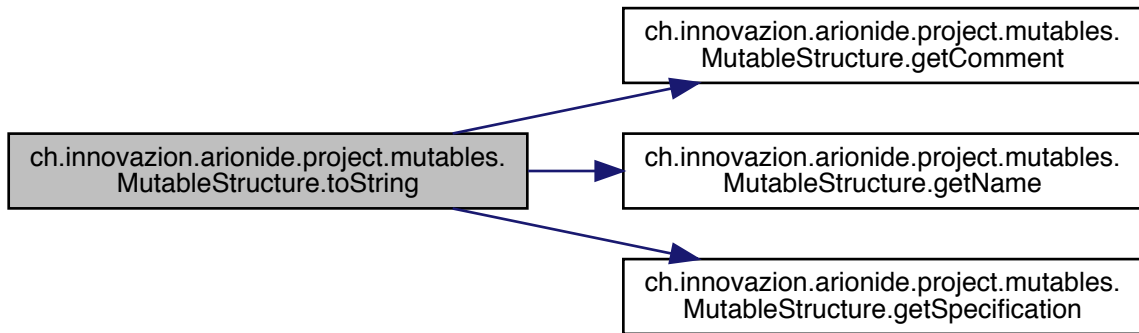 ch.innovazion.arionide.project.mutables.
MutableStructure.toString
ch.innovazion.arionide.project.mutables.
MutableStructure.getComment
ch.innovazion.arionide.project.mutables.
MutableStructure.getName
ch.innovazion.arionide.project.mutables.
MutableStructure.getSpecification